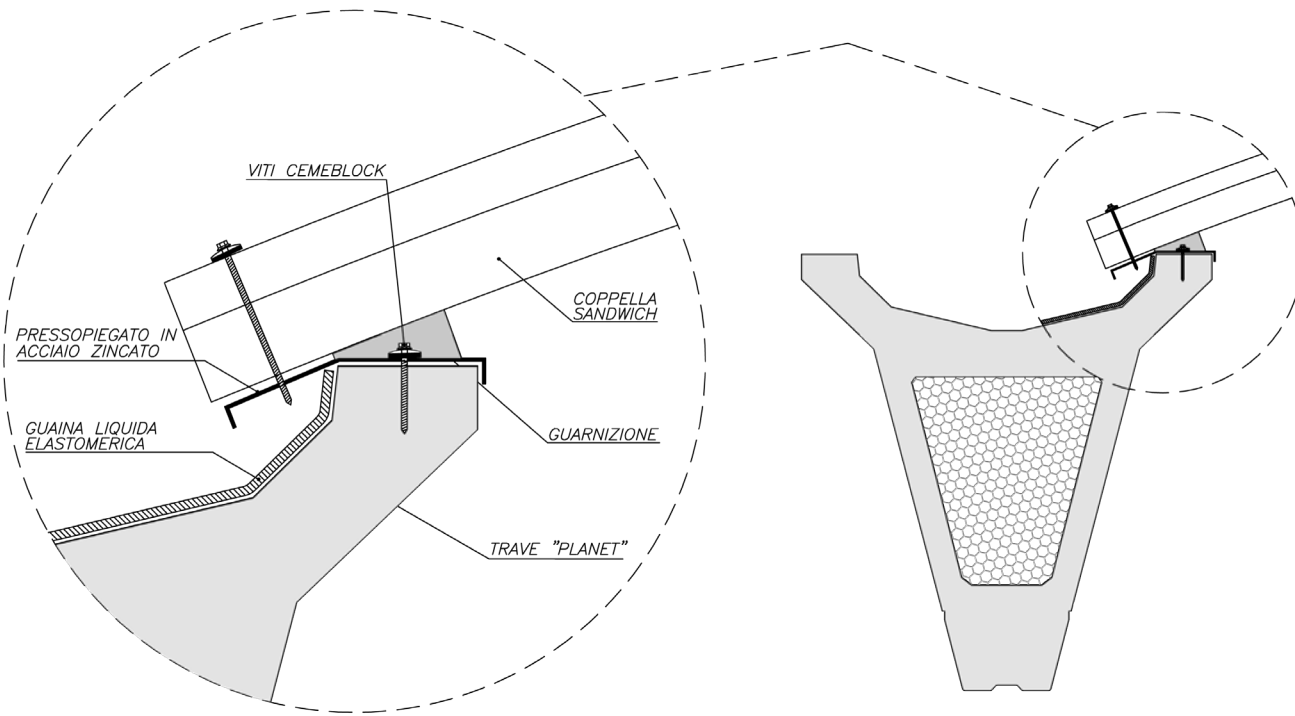 VITI CEMEBLOCK
COPPELLA
SANDWICH
PRESSOPIEGATO IN
ACCIAIO ZINCATO
GUAINA LIQUIDA
ELASTOMERICA
GUARNIZIONE
TRAVE "PLANET"